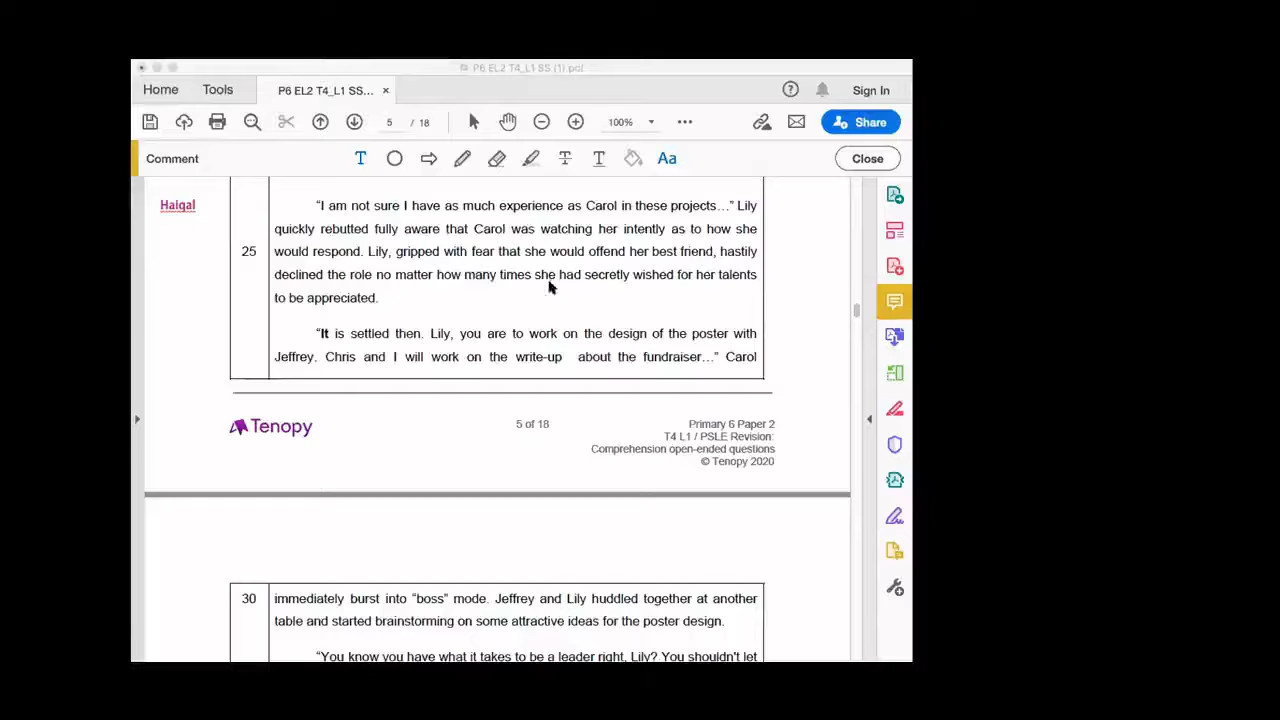 P6 EL2 T4_L1 SS (1).pdf
Home Tools P6 EL2 T4_L1 SS... × Sign In
5 / 18 100% Share
Comment Aa Close
Haiqal
“I am not sure I have as much experience as Carol in these projects…” Lily
quickly rebutted fully aware that Carol was watching her intently as to how she
25 would respond. Lily, gripped with fear that she would offend her best friend, hastily
declined the role no matter how many times she had secretly wished for her talents
to be appreciated.
“It is settled then. Lily, you are to work on the design of the poster with
Jeffrey. Chris and I will work on the write-up about the fundraiser…” Carol
Tenopy
5 of 18
Primary 6 Paper 2
T4 L1 / PSLE Revision:
Comprehension open-ended questions
© Tenopy 2020
30 immediately burst into “boss” mode. Jeffrey and Lily huddled together at another
table and started brainstorming on some attractive ideas for the poster design.
“You know you have what it takes to be a leader right, Lily? You shouldn't let